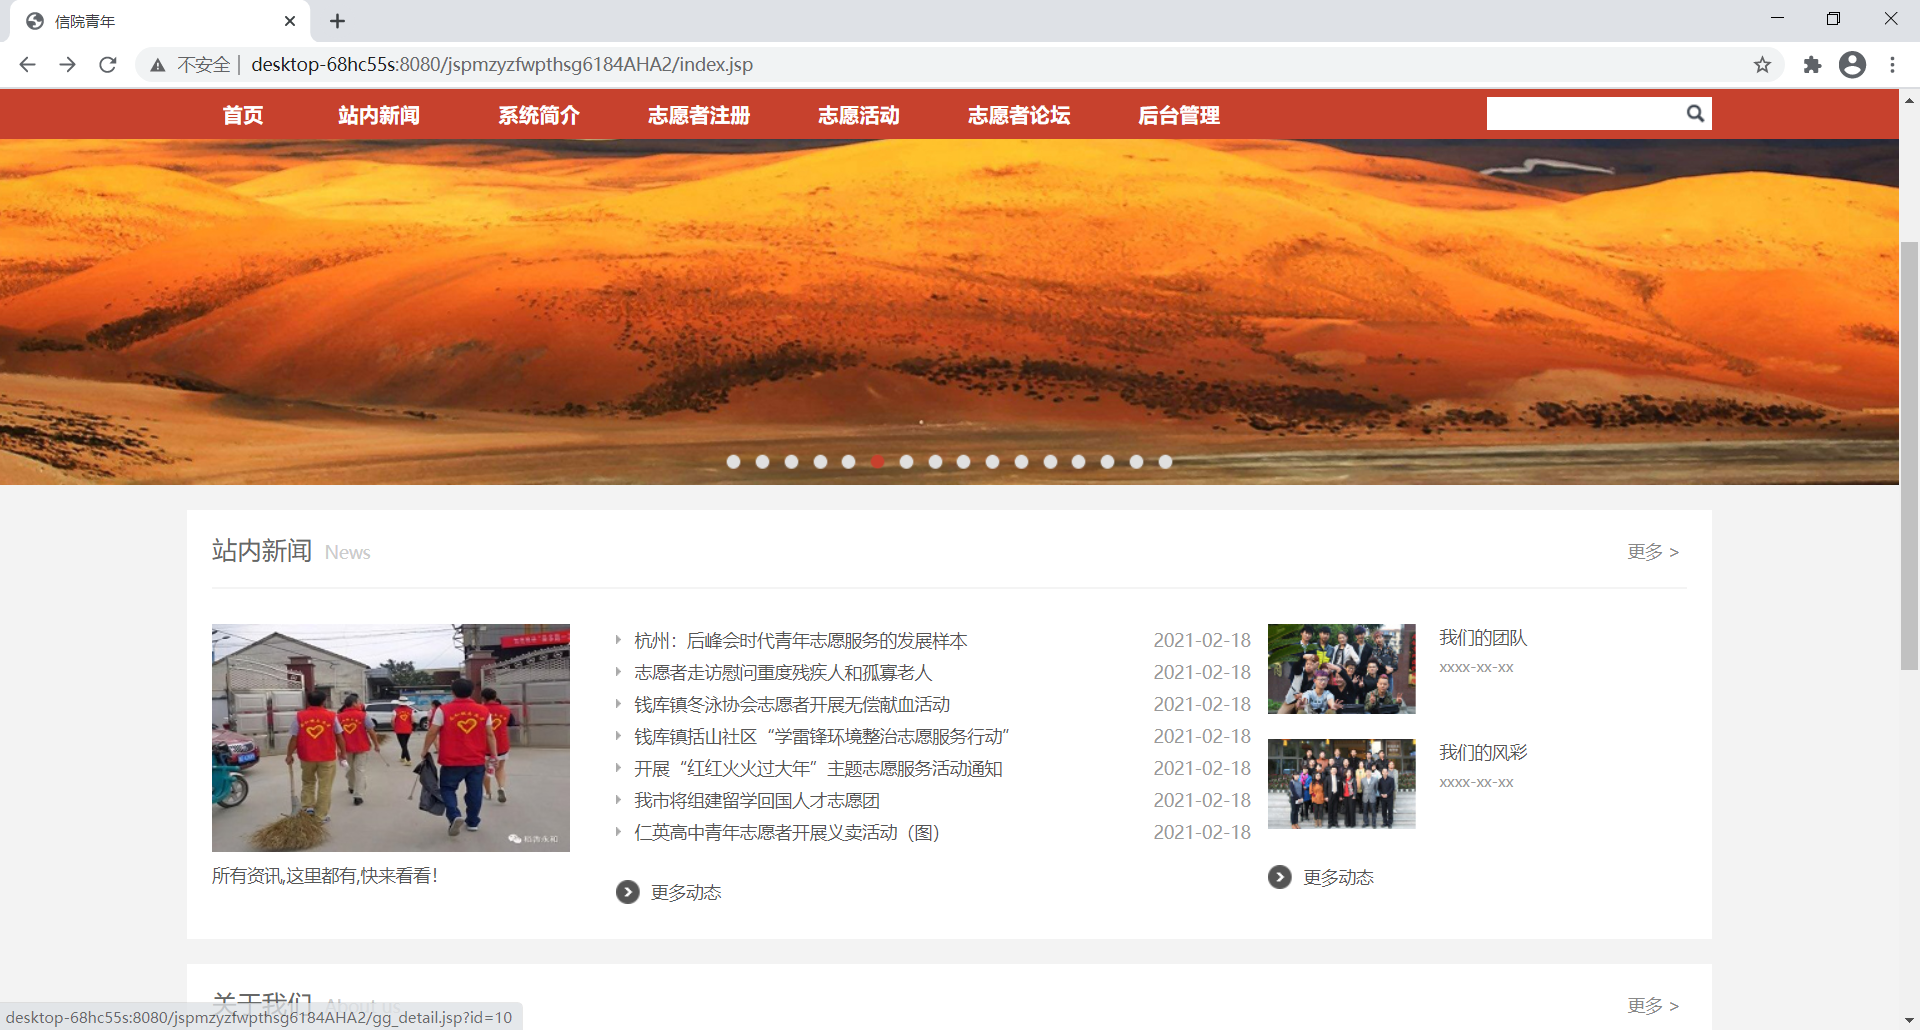 信院青年
不安全 | desktop-68hc55s:8080/jspmzyzfwpthsg6184AHA2/index.jsp
首页 站内新闻 系统简介 志愿者注册 志愿活动 志愿者论坛 后台管理
站内新闻 News 更多 >
所有资讯,这里都有,快来看看!
杭州：后峰会时代青年志愿服务的发展样本 2021-02-18
志愿者走访慰问重度残疾人和孤寡老人 2021-02-18
钱库镇冬泳协会志愿者开展无偿献血活动 2021-02-18
钱库镇括山社区“学雷锋环境整治志愿服务行动” 2021-02-18
开展“红红火火过大年”主题志愿服务活动通知 2021-02-18
我市将组建留学回国人才志愿团 2021-02-18
仁英高中青年志愿者开展义卖活动（图） 2021-02-18
更多动态
我们的团队
xxxx-xx-xx
我们的风彩
xxxx-xx-xx
更多动态
关于我们 About us 更多 >
desktop-68hc55s:8080/jspmzyzfwpthsg6184AHA2/gg_detail.jsp?id=10